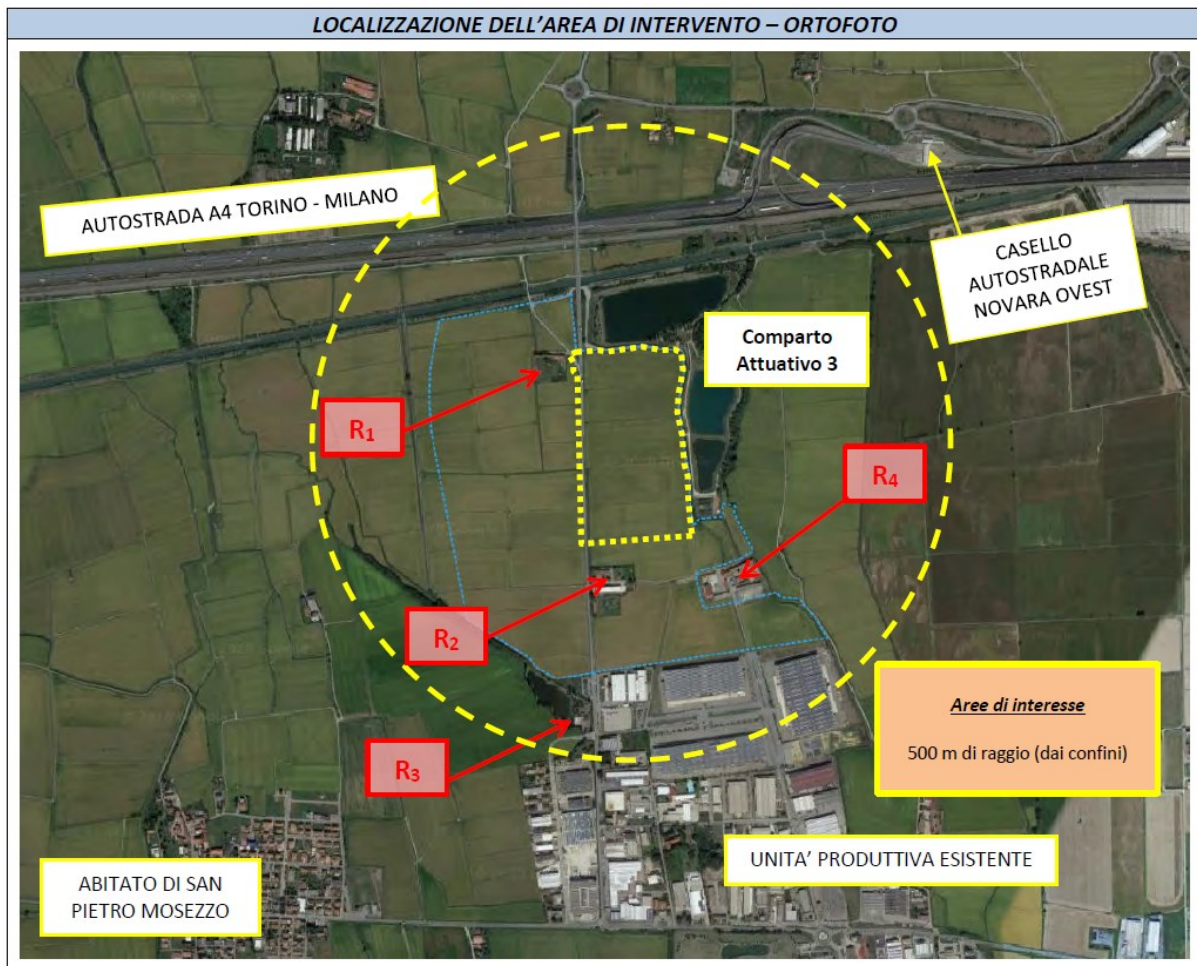 LOCALIZZAZIONE DELL’AREA DI INTERVENTO – ORTOFOTO
AUTOSTRADA A4 TORINO - MILANO
CASELLO
AUTOSTRADALE
NOVARA OVEST
Comparto
Attuativo 3
R1
R4
R2
R3
Aree di interesse
500 m di raggio (dai confini)
UNITA’ PRODUTTIVA ESISTENTE
ABITATO DI SAN
PIETRO MOSEZZO